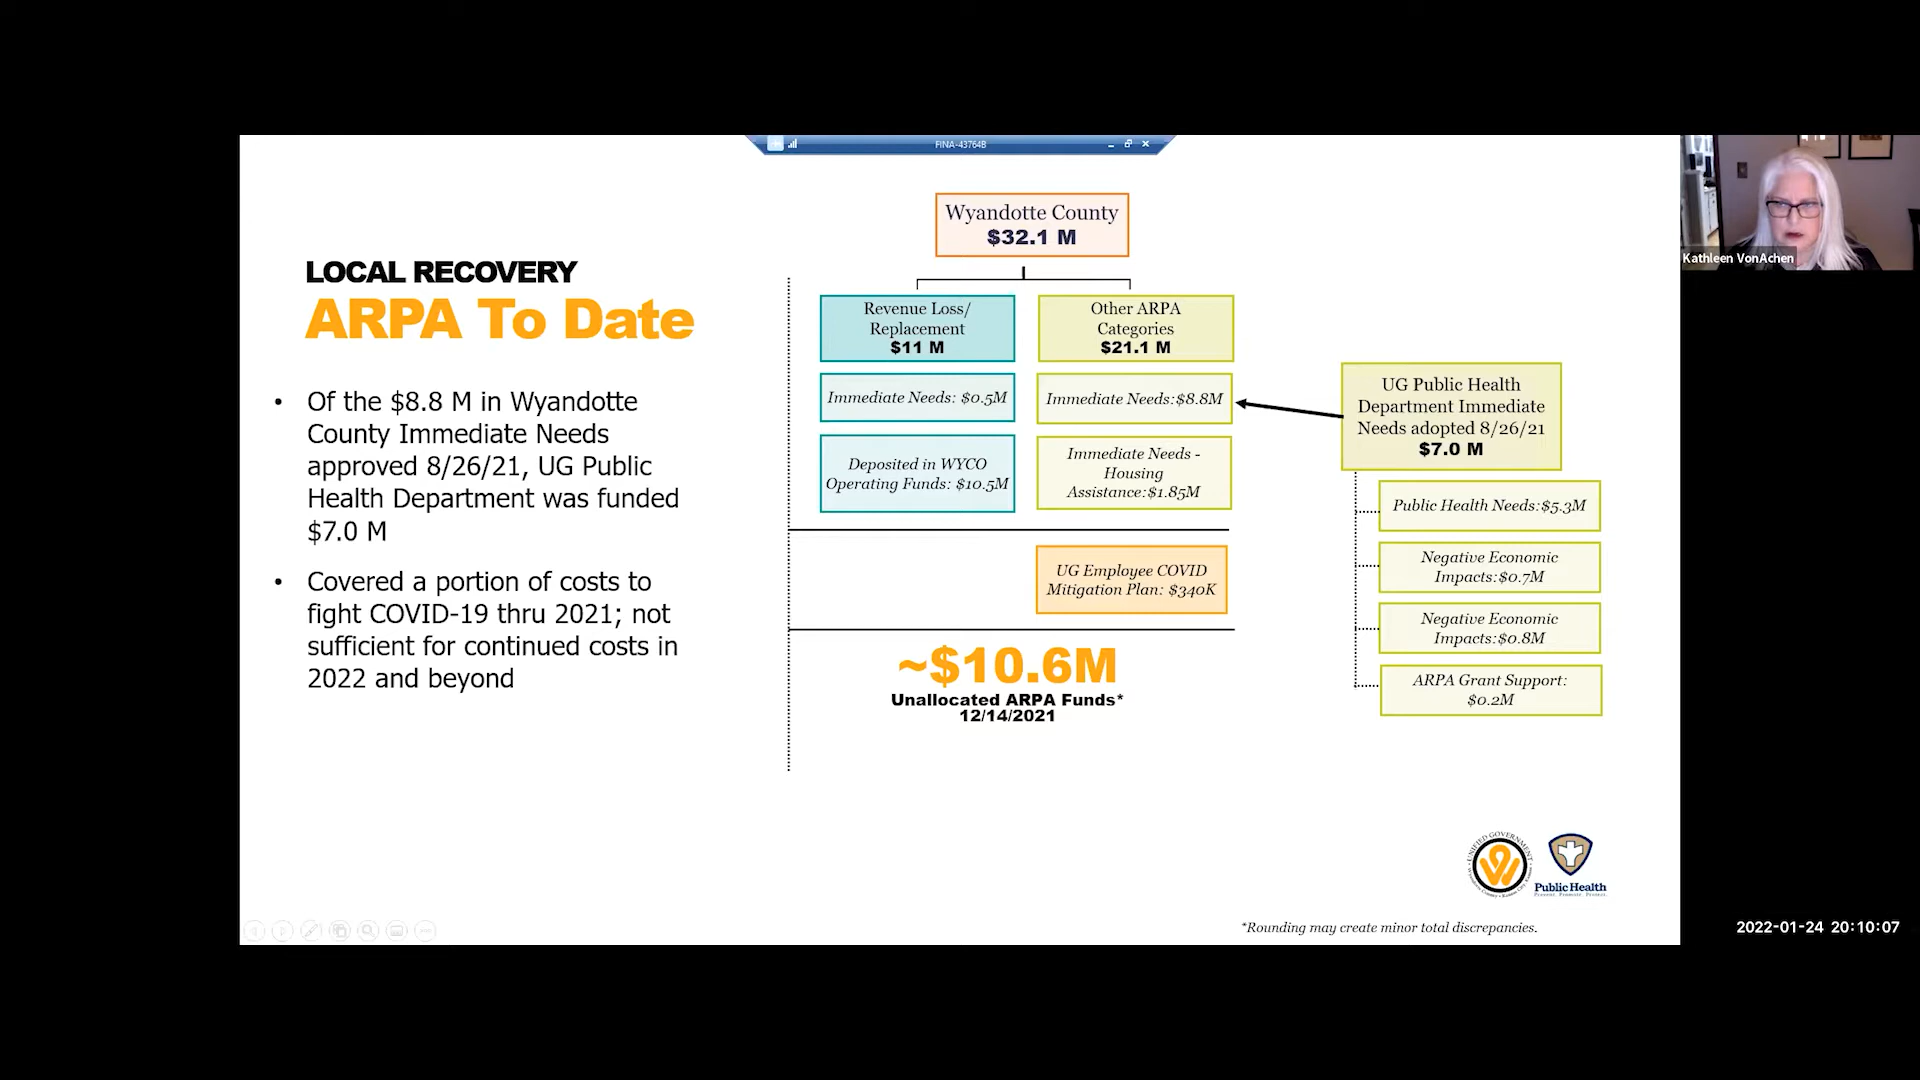 FINA-43764B
Kathleen VonAchen
LOCAL RECOVERY
ARPA To Date
• Of the $8.8 M in Wyandotte
County Immediate Needs
approved 8/26/21, UG Public
Health Department was funded
$7.0 M
• Covered a portion of costs to
fight COVID-19 thru 2021; not
sufficient for continued costs in
2022 and beyond
Wyandotte County
$32.1 M
Revenue Loss/
Replacement
$11 M
Immediate Needs: $0.5M
Deposited in WYCO
Operating Funds: $10.5M
Other ARPA
Categories
$21.1 M
Immediate Needs:$8.8M
Immediate Needs -
Housing
Assistance:$1.85M
UG Employee COVID
Mitigation Plan: $340K
~$10.6M
Unallocated ARPA Funds*
12/14/2021
UG Public Health
Department Immediate
Needs adopted 8/26/21
$7.0 M
Public Health Needs:$5.3M
Negative Economic
Impacts:$0.7M
Negative Economic
Impacts:$0.8M
ARPA Grant Support:
$0.2M
UNIFIED GOVERNMENT
Public Health
Prevent. Promote. Protect.
*Rounding may create minor total discrepancies.
2022-01-24 20:10:07